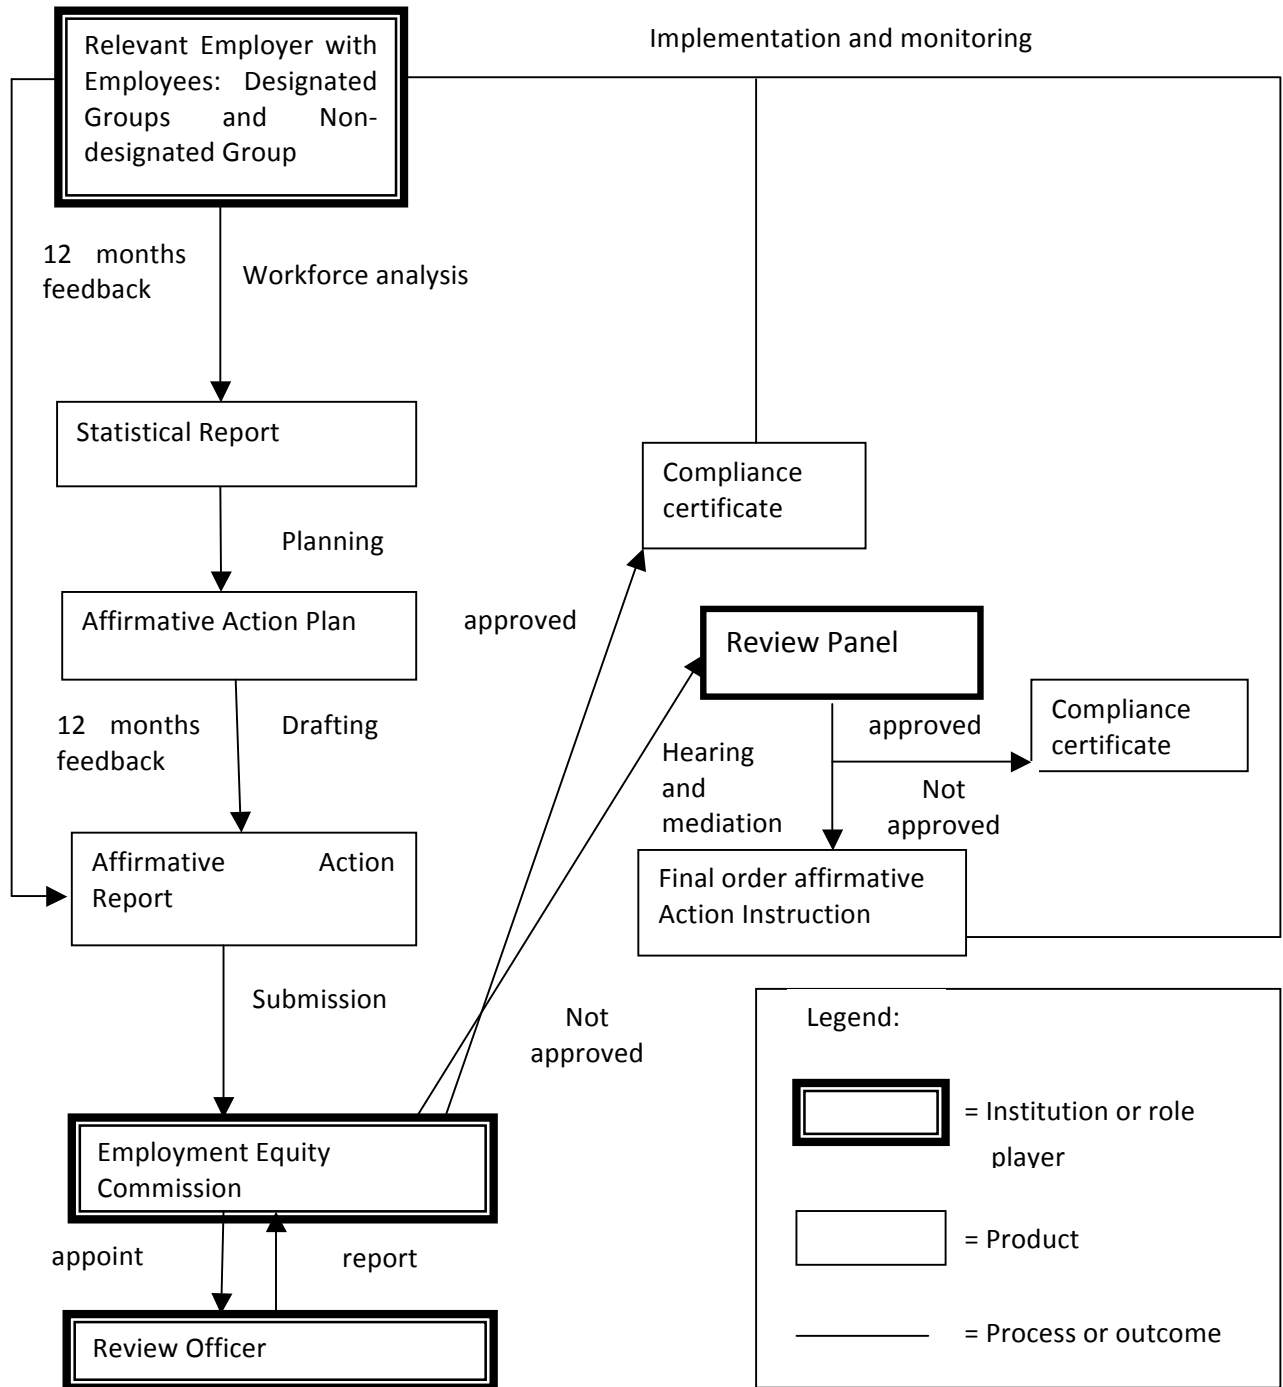 Relevant Employer with
Employees: Designated
Groups and Non-
designated Group
Implementation and monitoring
12 months
feedback
Workforce analysis
Statistical Report
Compliance
certificate
Planning
Affirmative Action Plan
approved
Review Panel
12 months
feedback
Drafting
approved
Compliance
certificate
Hearing
and
mediation
Not
approved
Affirmative Action
Report
Final order affirmative
Action Instruction
Submission
Not
approved
Legend:
= Institution or role
player
Employment Equity
Commission
appoint
report
= Product
Review Officer
= Process or outcome